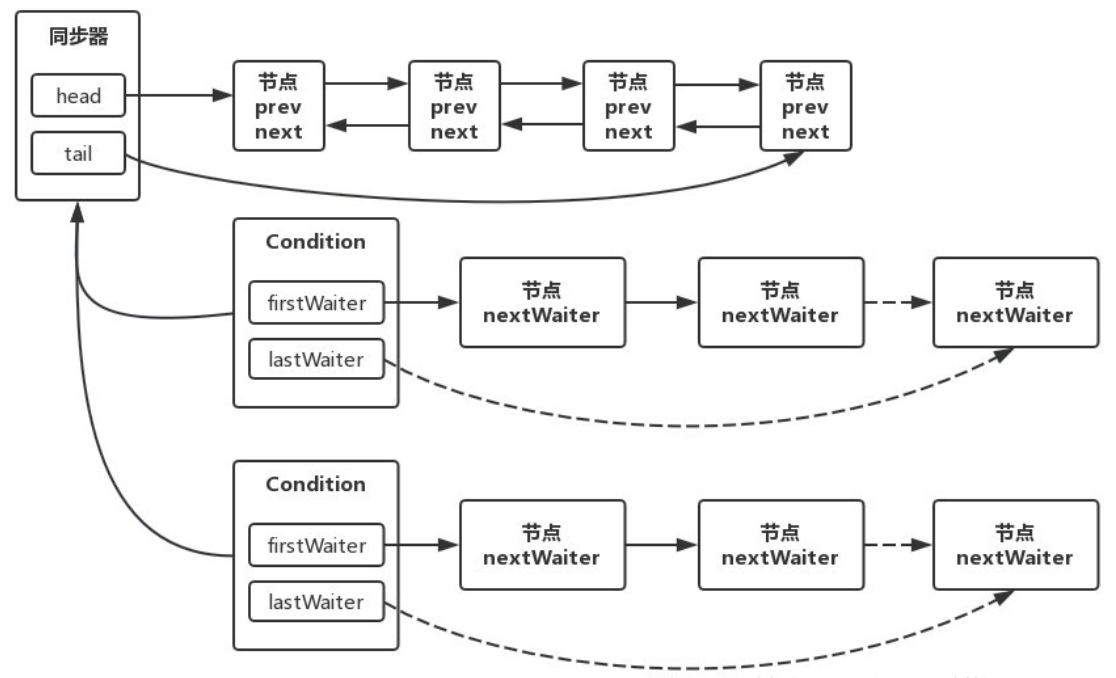 同步器
head
tail
节点
prev
next
节点
prev
next
节点
prev
next
节点
prev
next
Condition
firstWaiter
lastWaiter
节点
nextWaiter
节点
nextWaiter
节点
nextWaiter
Condition
firstWaiter
lastWaiter
节点
nextWaiter
节点
nextWaiter
节点
nextWaiter